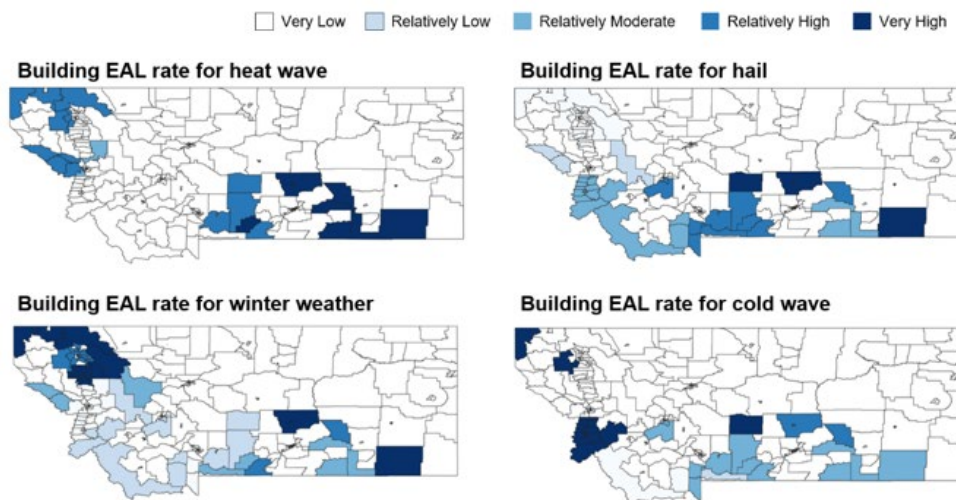 Very Low Relatively Low Relatively Moderate Relatively High Very High
Building EAL rate for heat wave
Building EAL rate for hail
Building EAL rate for winter weather
Building EAL rate for cold wave